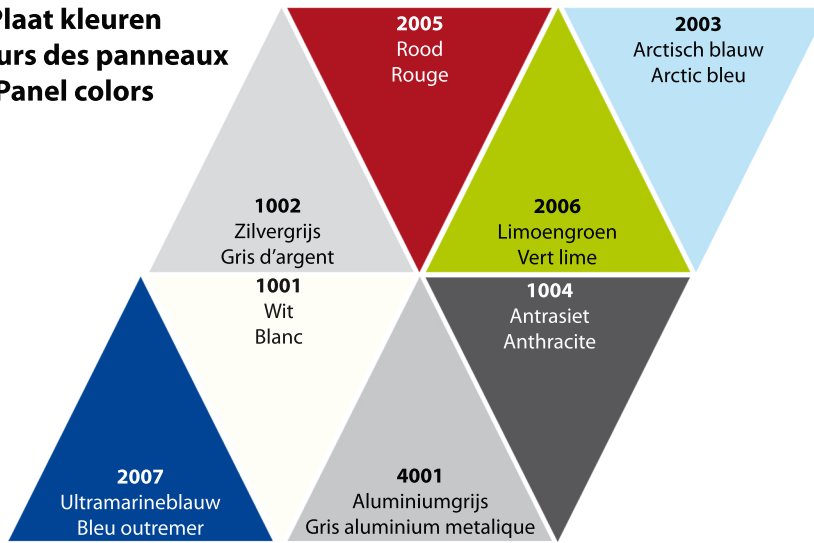 Plaat kleuren
urs des panneaux
Panel colors
2005
Rood
Rouge
2003
Arctisch blauw
Arctic bleu
1002
Zilvergrijs
Gris d’argent
2006
Limoengroen
Vert lime
1001
Wit
Blanc
1004
Antrasiet
Anthracite
2007
Ultramarineblauw
Bleu outremer
4001
Aluminiumgrijs
Gris aluminium metalique